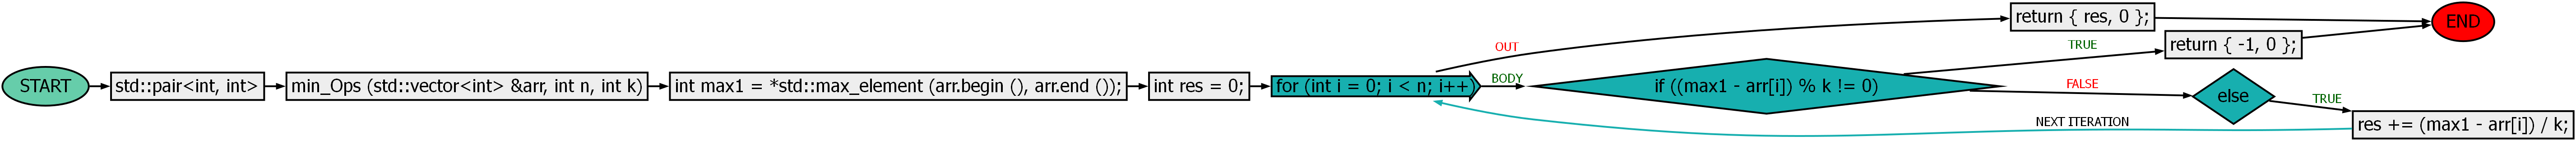 START
std::pair<int, int>
min_Ops (std::vector<int> &arr, int n, int k)
int max1 = *std::max_element (arr.begin (), arr.end ());
int res = 0;
for (int i = 0; i < n; i++)
OUT
BODY
if ((max1 - arr[i]) % k != 0)
return { res, 0 };
TRUE
return { -1, 0 };
END
FALSE
else
TRUE
NEXT ITERATION
res += (max1 - arr[i]) / k;